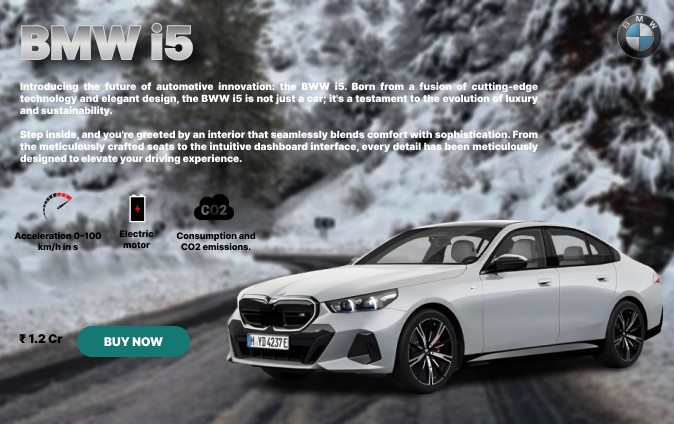 BMW i5
BMW
Introducing the future of automotive innovation: the BWW i5. Born from a fusion of cutting-edge
technology and elegant design, the BWW i5 is not just a car; it's a testament to the evolution of luxury
and sustainability.
Step inside, and you're greeted by an interior that seamlessly blends comfort with sophistication. From
the meticulously crafted seats to the intuitive dashboard interface, every detail has been meticulously
designed to elevate your driving experience.
CO2
Acceleration 0–100
km/h in s
Electric
motor
Consumption and
CO2 emissions.
₹ 1.2 Cr
BUY NOW
M YD 4237E